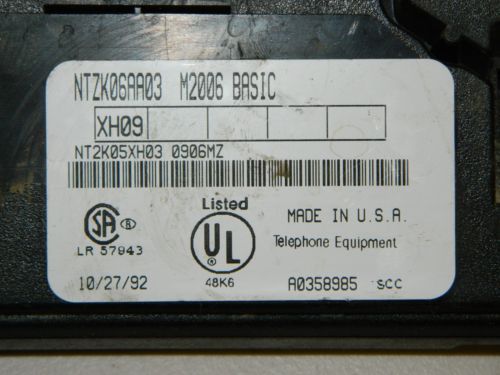 NTZK06AA03 M2006 BASIC
XH09
NT2K05XH03 0906MZ
Listed
SA ®
UL ®
MADE IN U.S.A.
LR 57943
Telephone Equipment
10/27/92
48K6
A0358985 SCC